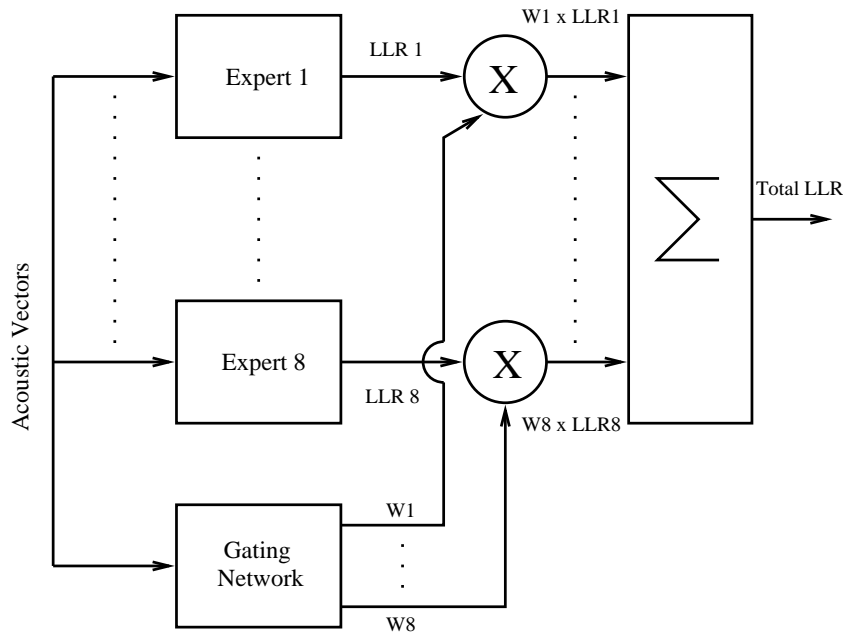 W1 x LLR1
LLR 1
Expert 1
X
Σ
Total LLR
Acoustic Vectors
Expert 8
X
LLR 8
W8 x LLR8
W1
Gating
Network
W8